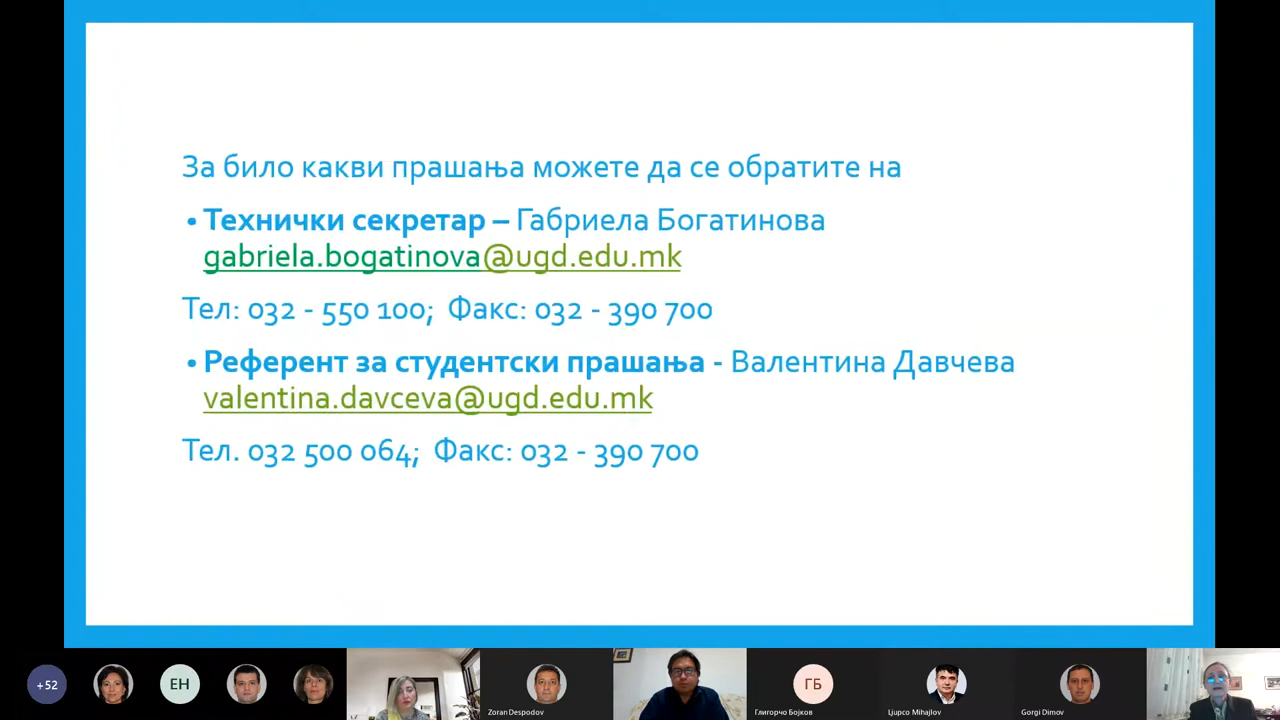 За било какви прашања можете да се обратите на
• Технички секретар – Габриела Богатинова
gabriela.bogatinova@ugd.edu.mk
Тел: 032 - 550 100; Факс: 032 - 390 700
• Референт за студентски прашања - Валентина Давчева
valentina.davceva@ugd.edu.mk
Тел. 032 500 064; Факс: 032 - 390 700
+52
ЕН
ГБ
Zoran Despodov
Глигорчо Бојков
Ljupco Mihajlov
Gorgi Dimov